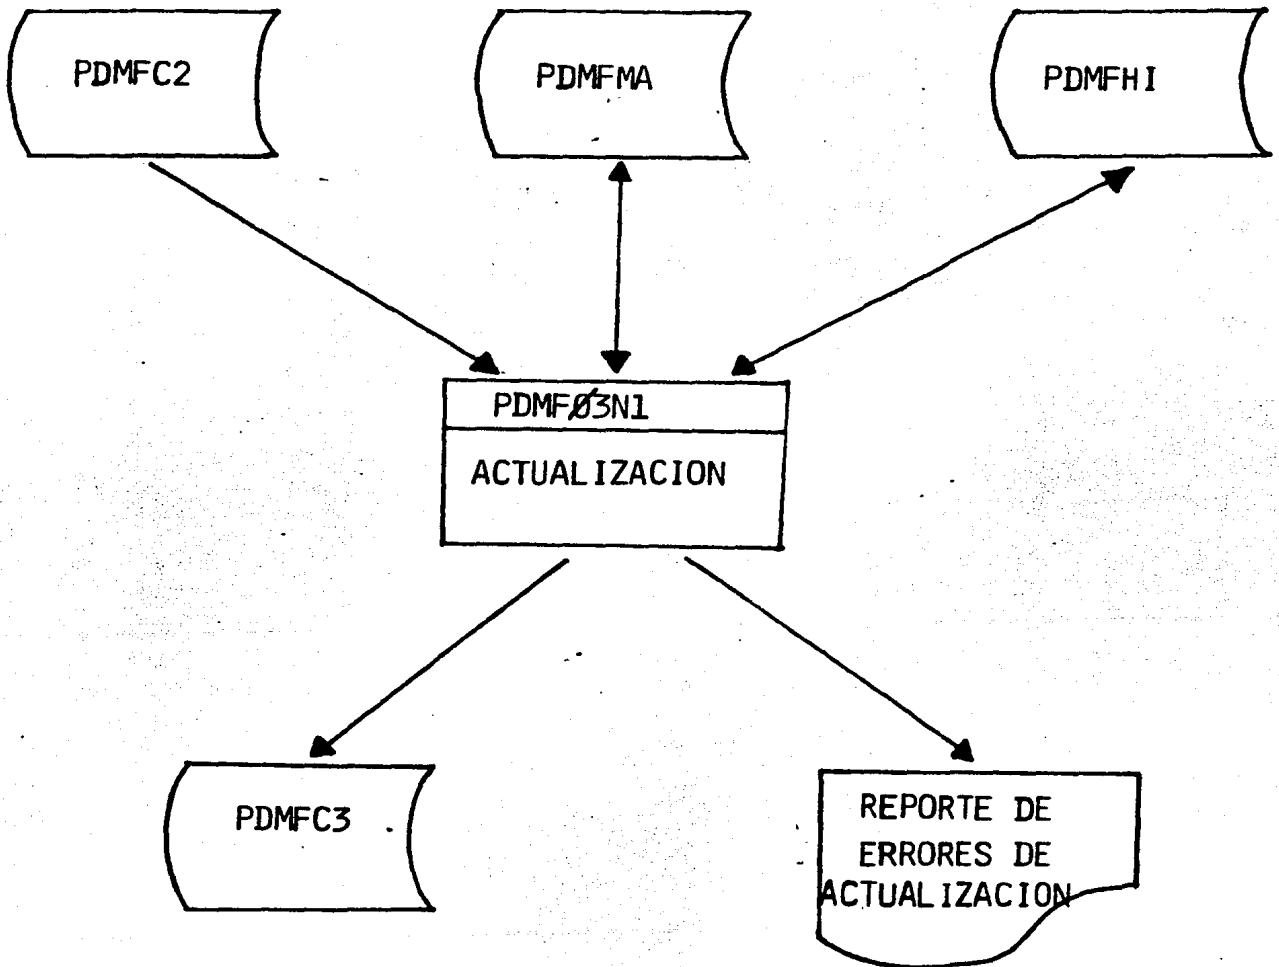 PDMFC2
PDMFMA
PDMFHI
PDMFØ3N1
ACTUALIZACION
PDMFC3
REPORTE DE
ERRORES DE
ACTUALIZACION